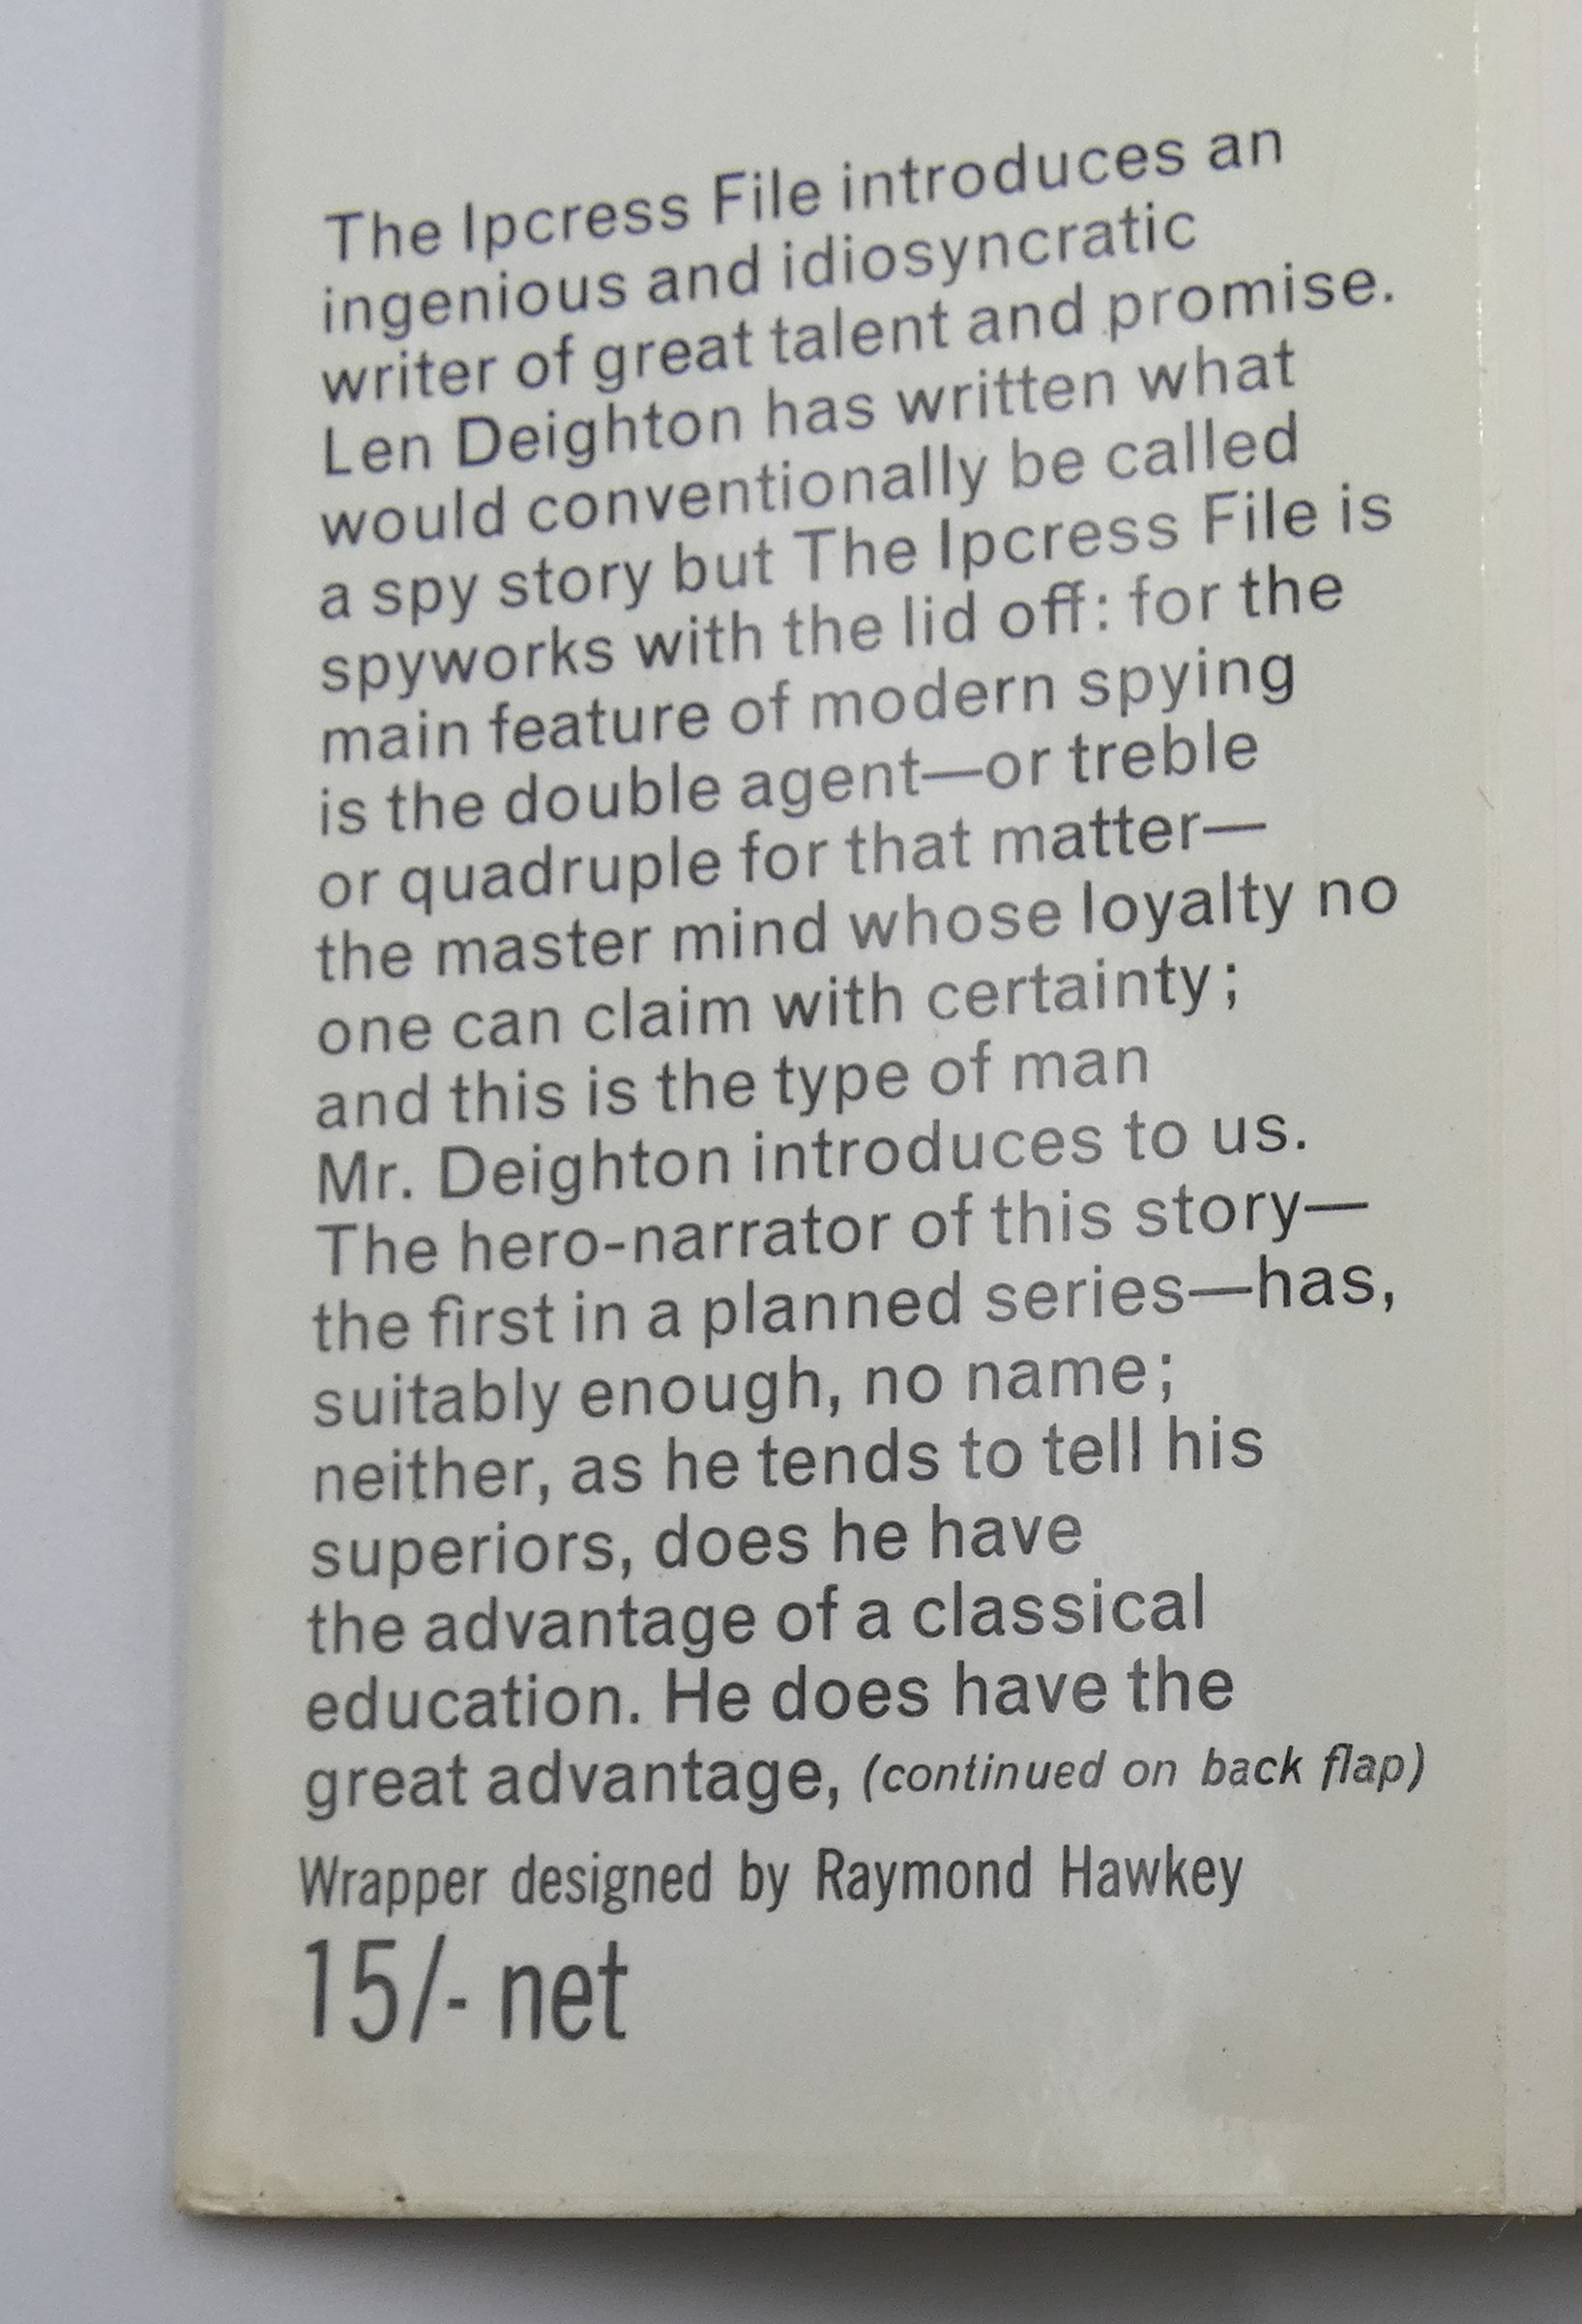 The Ipcress File introduces an
ingenious and idiosyncratic
writer of great talent and promise.
Len Deighton has written what
would conventionally be called
a spy story but The Ipcress File is
spyworks with the lid off: for the
main feature of modern spying
is the double agent—or treble
or quadruple for that matter—
the master mind whose loyalty no
one can claim with certainty;
and this is the type of man
Mr. Deighton introduces to us.
The hero-narrator of this story—
the first in a planned series—has,
suitably enough, no name;
neither, as he tends to tell his
superiors, does he have
the advantage of a classical
education. He does have the
great advantage, (continued on back flap)
Wrapper designed by Raymond Hawkey
15/- net